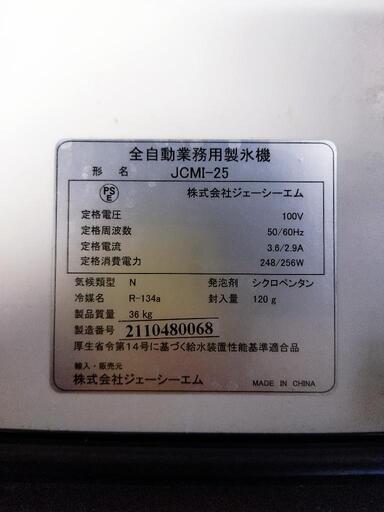 全自動業務用製氷機
形 名 JCMI-25
PS E 株式会社ジェーシーエム
定格電圧 100V
定格周波数 50/60Hz
定格電流 3.6/2.9A
定格消費電力 248/256W
気候類型 N 発泡剤 シクロペンタン
冷媒名 R-134a 封入量 120g
製品質量 36kg
製造番号 2110480068
厚生省令第14号に基づく給水装置性能基準適合品
輸入・販売元
株式会社ジェーシーエム MADE IN CHINA